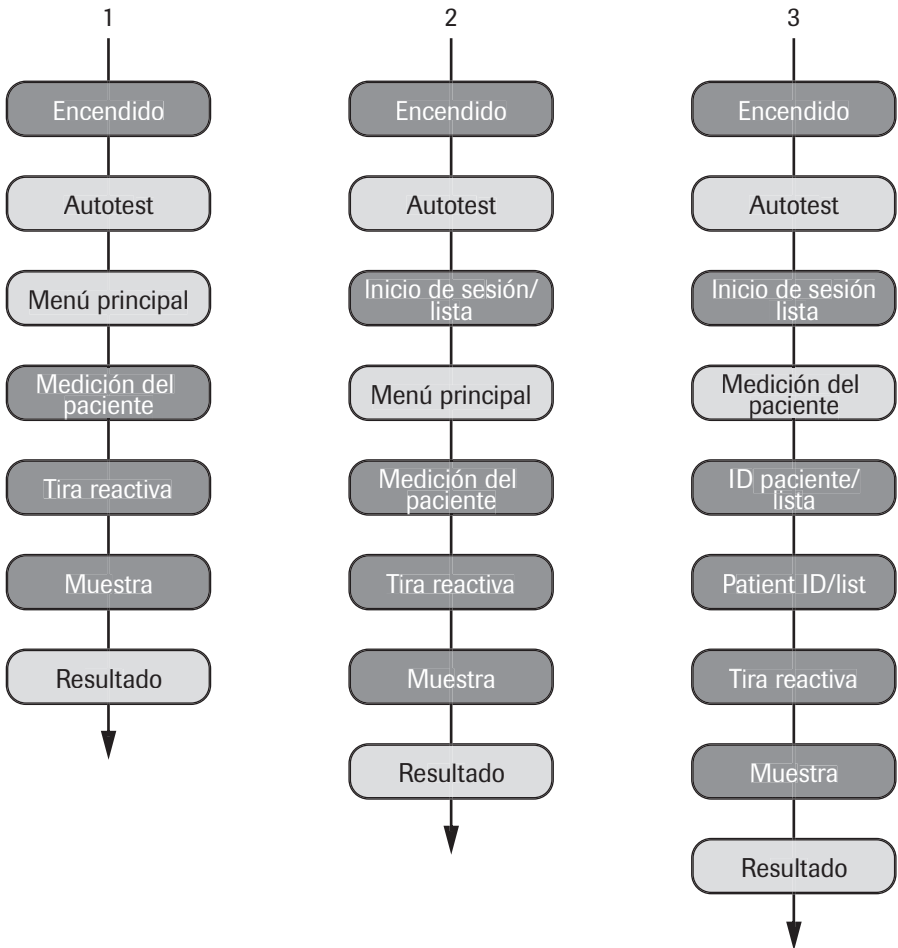 1
Encendido
Autotest
Menú principal
Medición del
paciente
Tira reactiva
Muestra
Resultado
2
Encendido
Autotest
Inicio de sesión/
lista
Menú principal
Medición del
paciente
Tira reactiva
Muestra
Resultado
3
Encendido
Autotest
Inicio de sesión
lista
Medición del
paciente
ID paciente/
lista
Patient ID/list
Tira reactiva
Muestra
Resultado